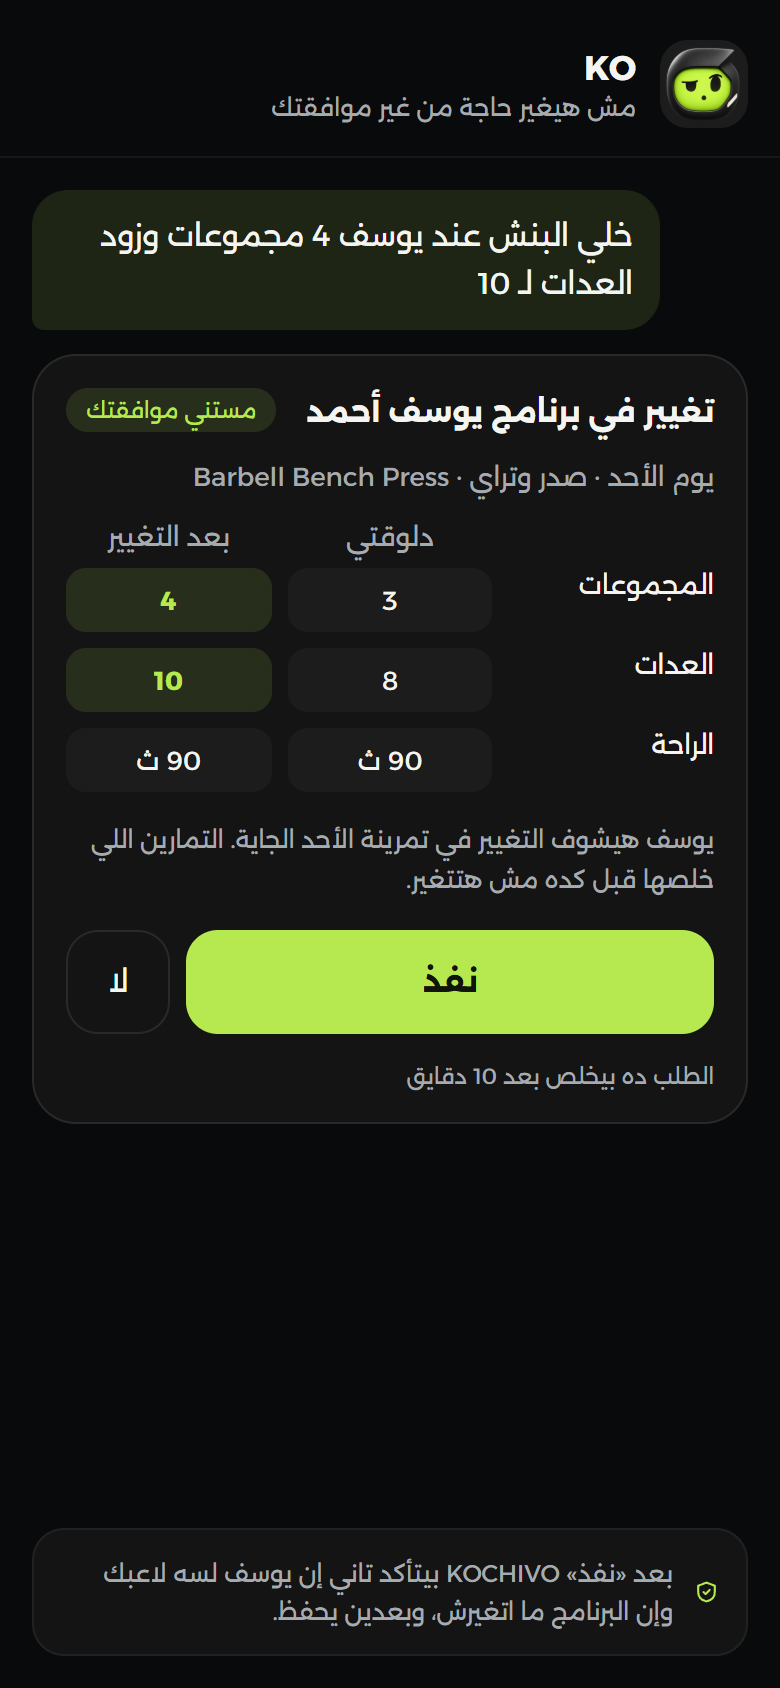 KO
مش هيغير حاجة من غير موافقتك
خلي البنش عند يوسف 4 مجموعات وزود
العدات لـ 10
تغيير في برنامج يوسف أحمد
مستني موافقتك
يوم الأحد · صدر وتراي · Barbell Bench Press
دلوقتي بعد التغيير
المجموعات 3 4
العدات 8 10
الراحة 90 ث 90 ث
يوسف هيشوف التغيير في تمرينة الأحد الجاية. التمارين اللي
خلصها قبل كده مش هتتغير.
نفذ لا
الطلب ده بيخلص بعد 10 دقايق
بعد «نفذ» KOCHIVO بيتأكد تاني إن يوسف لسه لاعبك
وإن البرنامج ما اتغيرش، وبعدين يحفظ.